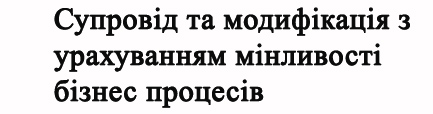 Супровід та модифікація з
урахуванням мінливості
бізнес процесів